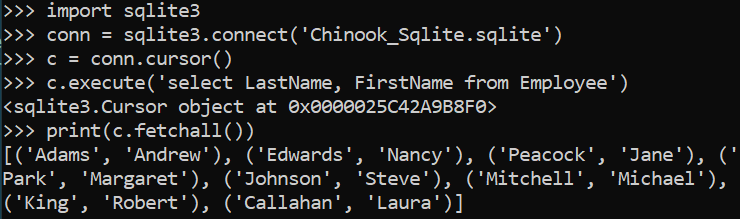 >>> import sqlite3
>>> conn = sqlite3.connect('Chinook_Sqlite.sqlite')
>>> c = conn.cursor()
>>> c.execute('select LastName, FirstName from Employee')
<sqlite3.Cursor object at 0x0000025C42A9B8F0>
>>> print(c.fetchall())
[('Adams', 'Andrew'), ('Edwards', 'Nancy'), ('Peacock', 'Jane'), ('
Park', 'Margaret'), ('Johnson', 'Steve'), ('Mitchell', 'Michael'),
('King', 'Robert'), ('Callahan', 'Laura')]